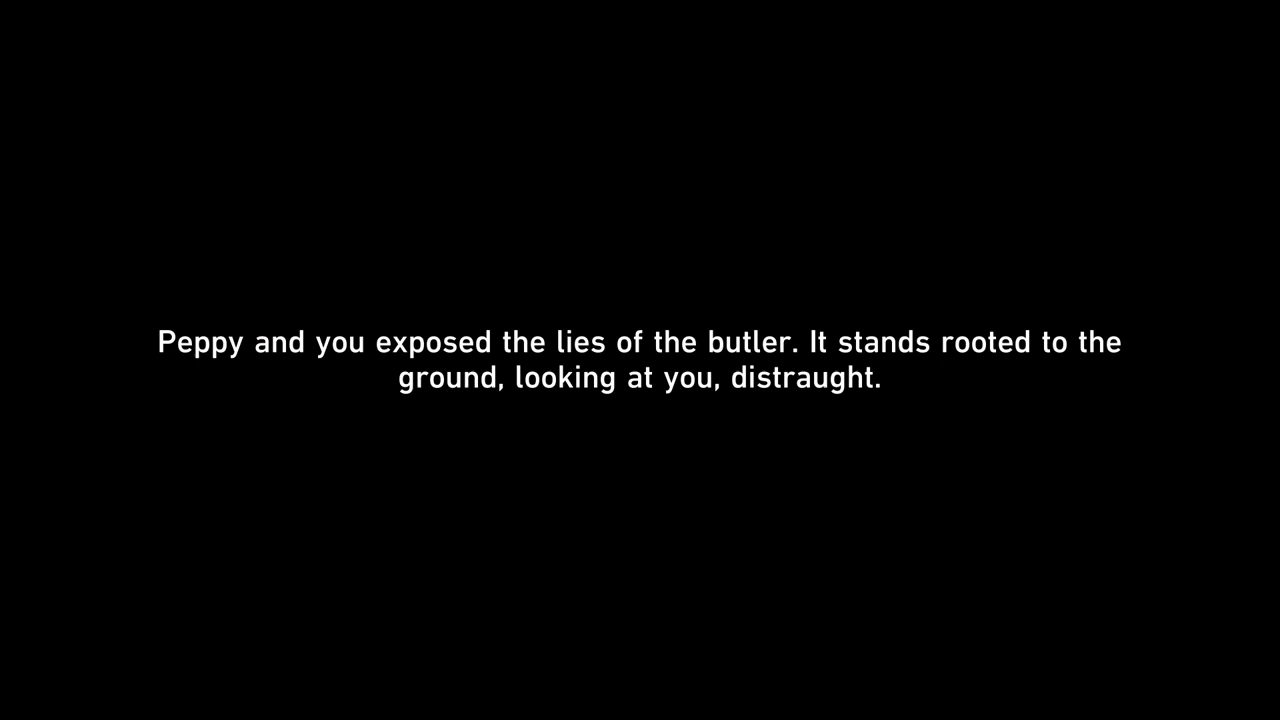 Peppy and you exposed the lies of the butler. It stands rooted to the
ground, looking at you, distraught.